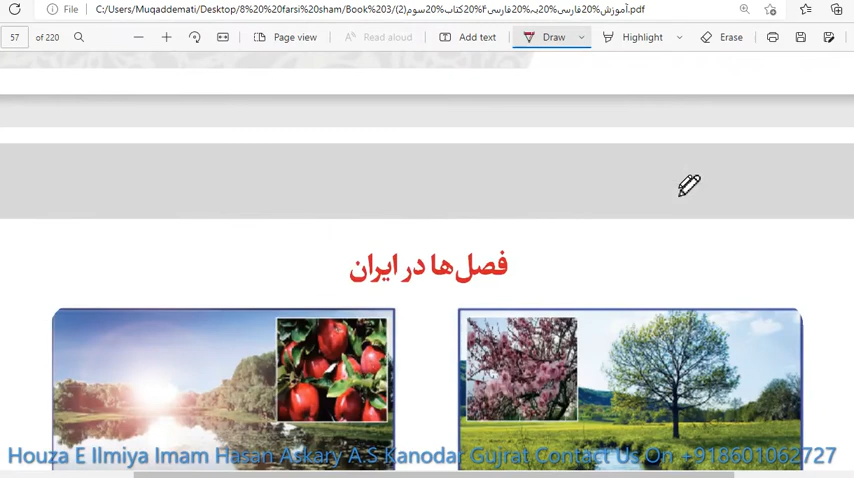 File C:/Users/Muqaddemati/Desktop/8%20%20farsi%20sham/Book%203/(2)آموزش%20فارسی%20به%20فارسی۴%20کتاب%20سوم.pdf
57 of 220 Page view Read aloud Add text Draw Highlight Erase
فصل‌ها در ایران
Houza E Ilmiya Imam Hasan Askary A.S Kanodar Gujrat Contact Us On +918601062727